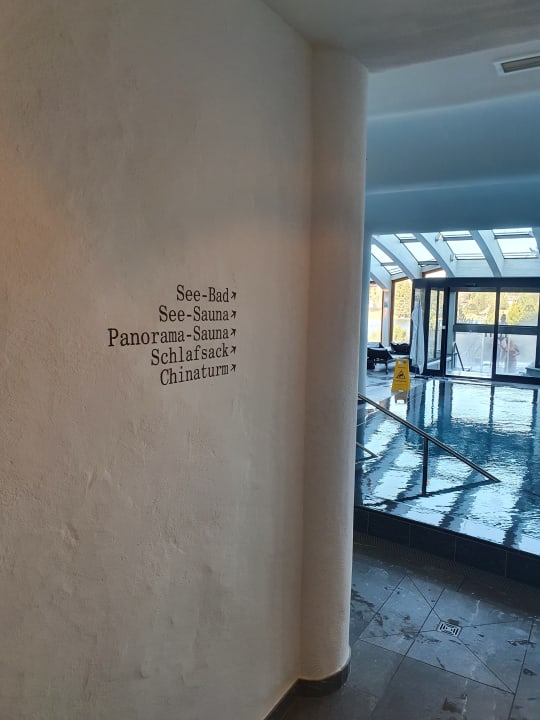 See-Bad↗
See-Sauna↗
Panorama-Sauna↗
Schlafsack↗
Chinaturm↗